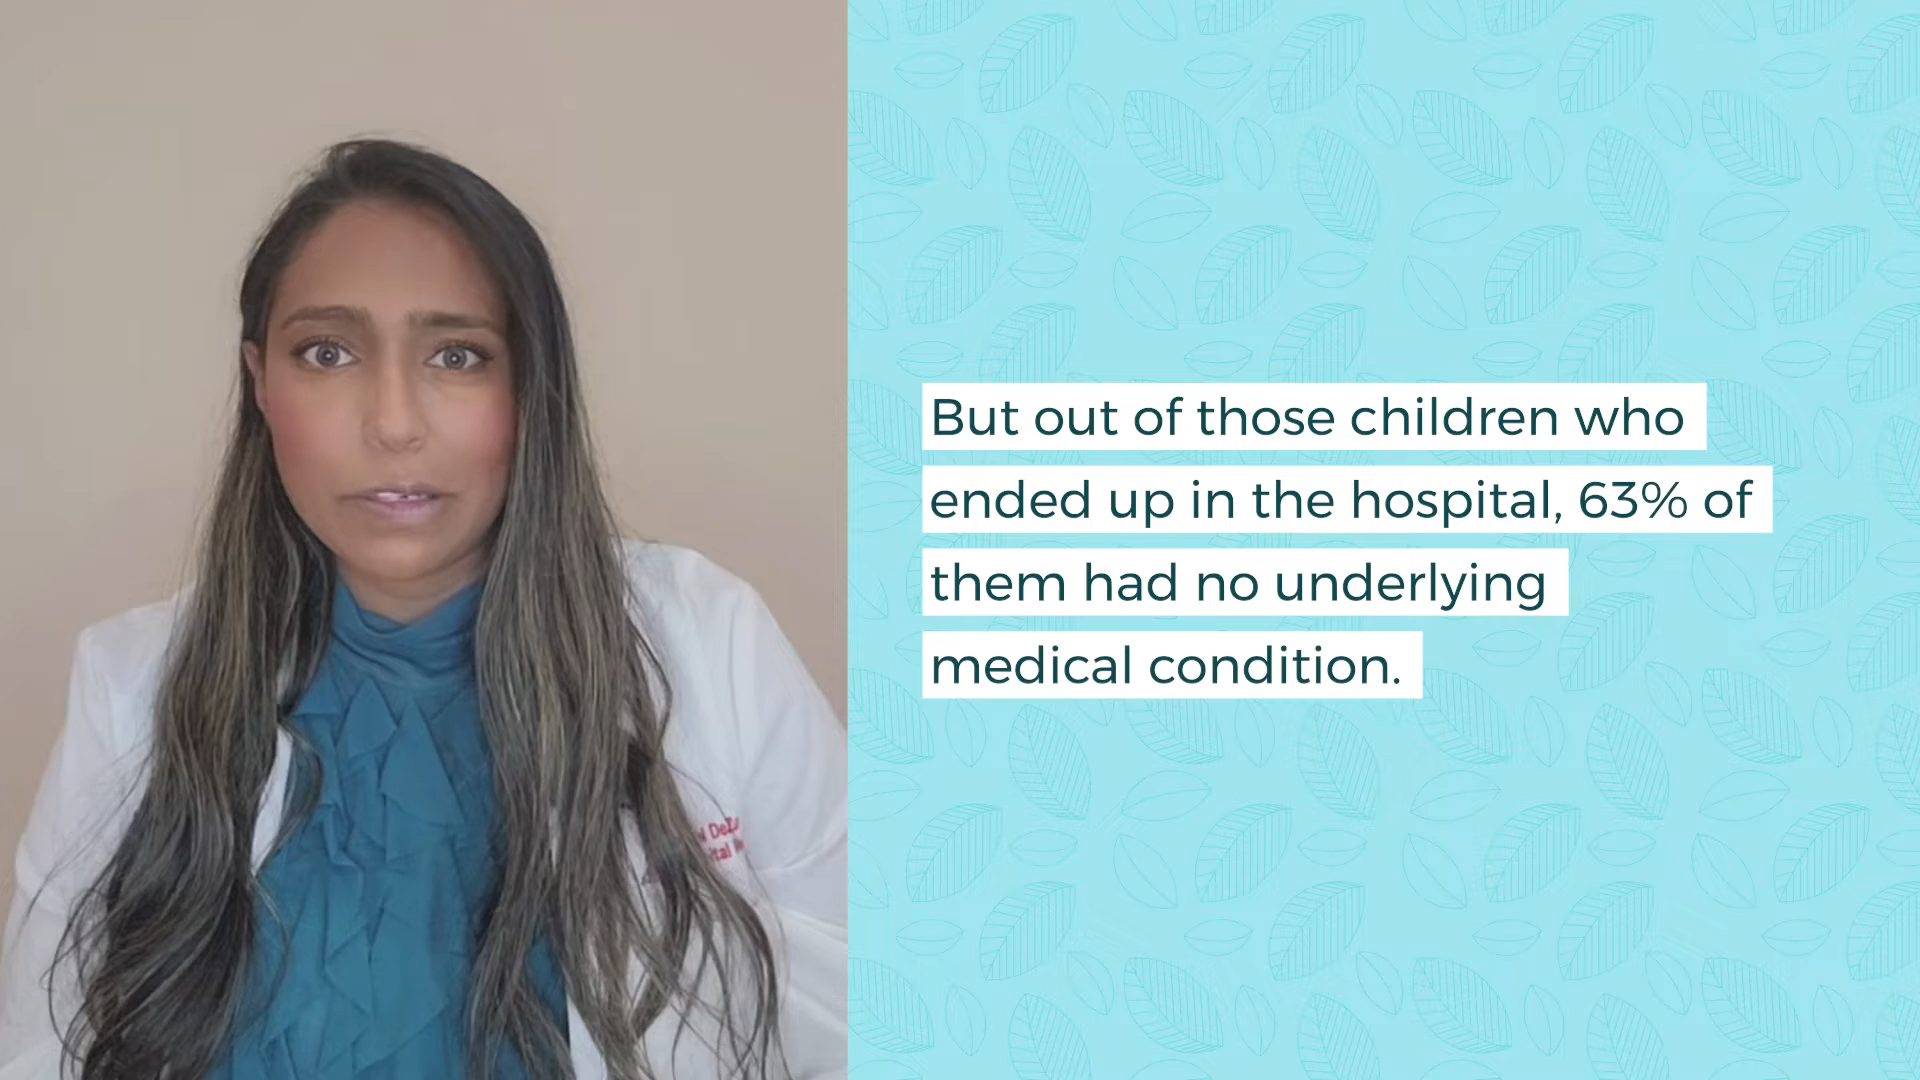 But out of those children who
ended up in the hospital, 63% of
them had no underlying
medical condition.